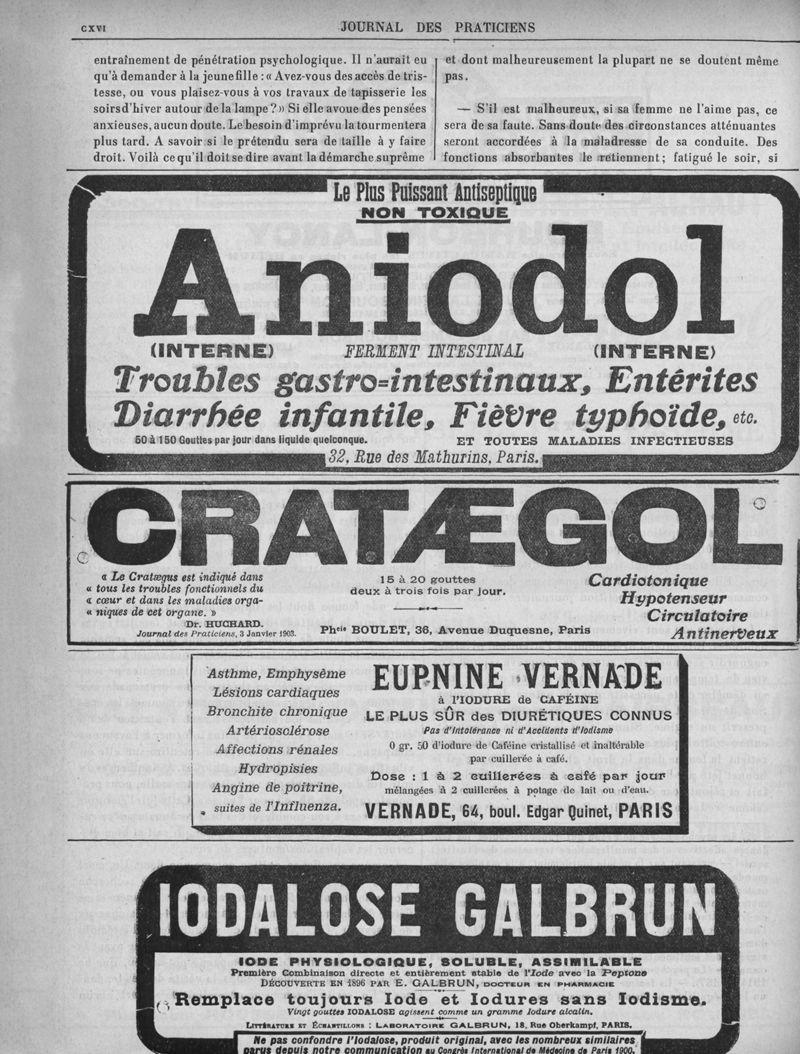 CXVI
JOURNAL DES PRATICIENS
entraînement de pénétration psychologique. Il n'aurait eu
qu'à demander à la jeune fille : « Avez-vous des accès de tris-
tesse, ou vous plaisez-vous à vos travaux de tapisserie les
soirs d'hiver autour de la lampe ? » Si elle avoue des pensées
anxieuses, aucun doute. Le besoin d'imprévu la tourmentera
plus tard. A savoir si le prétendu sera de taille à y faire
droit. Voilà ce qu'il doit se dire avant la démarche suprême
et dont malheureusement la plupart ne se doutent même
pas.
— S'il est malheureux, si sa femme ne l'aime pas, ce
sera de sa faute. Sans doute des circonstances atténuantes
seront accordées à la maladresse de sa conduite. Des
fonctions absorbantes le retiennent ; fatigué le soir, si
Le Plus Puissant Antiseptique
NON TOXIQUE
Aniodol
(INTERNE) FERMENT INTESTINAL (INTERNE)
Troubles gastro=intestinaux, Entérites
Diarrhée infantile, Fièvre typhoïde, etc.
50 à 150 Gouttes par jour dans liquide quelconque. ET TOUTES MALADIES INFECTIEUSES
32, Rue des Mathurins, Paris.
CRATÆGOL
« Le Cratægus est indiqué dans
« tous les troubles fonctionnels du
« cœur et dans les maladies orga-
« niques de cet organe. »
Dr. HUCHARD.
Journal des Praticiens, 3 Janvier 1903.
15 à 20 gouttes
deux à trois fois par jour.
Phcie BOULET, 36, Avenue Duquesne, Paris
Cardiotonique
Hypotenseur
Circulatoire
Antinerveux
Asthme, Emphysème
Lésions cardiaques
Bronchite chronique
Artériosclérose
Affections rénales
Hydropisies
Angine de poitrine,
suites de l'Influenza.
EUPNINE VERNADE
à l'IODURE de CAFÉINE
LE PLUS SÛR des DIURÉTIQUES CONNUS
Pas d'Intolérance ni d'Accidents d'Iodisme
0 gr. 50 d'iodure de Caféine cristallisé et inaltérable
par cuillerée à café.
Dose : 1 à 2 cuillerées à café par jour
mélangées à 2 cuillerées à potage de lait ou d'eau.
VERNADE, 64, boul. Edgar Quinet, PARIS
IODALOSE GALBRUN
IODE PHYSIOLOGIQUE, SOLUBLE, ASSIMILABLE
Première Combinaison directe et entièrement stable de l'Iode avec la Peptone
DÉCOUVERTE EN 1896 PAR E. GALBRUN, DOCTEUR EN PHARMACIE
Remplace toujours Iode et Iodures sans Iodisme.
Vingt gouttes IODALOSE agissent comme un gramme Iodure alcalin.
LITTÉRATURE ET ÉCHANTILLONS : LABORATOIRE GALBRUN, 18, Rue Oberkampf, PARIS.
Ne pas confondre l'Iodalose, produit original, avec les nombreux similaires
parus depuis notre communication au Congrès International de Médecine de Paris 1900.